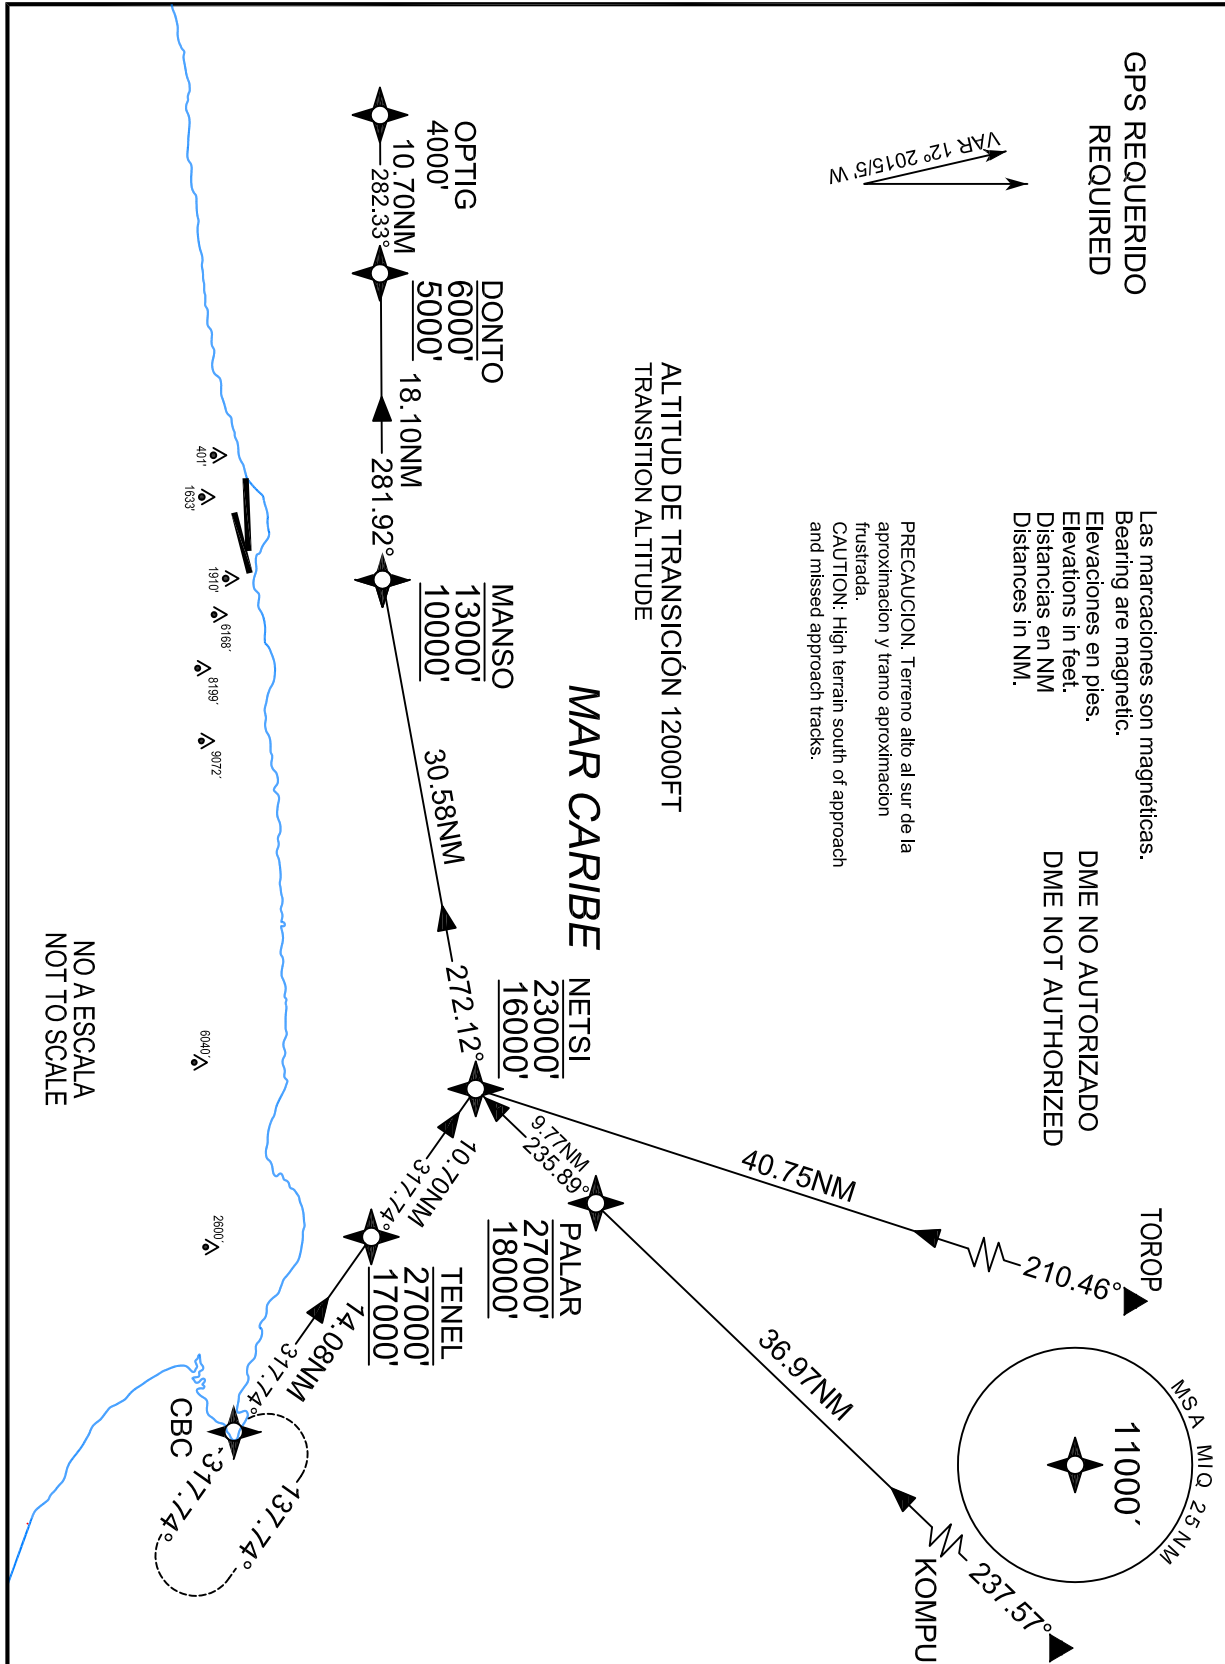 GPS REQUERIDO
REQUIRED
VAR 12° 2015/5' W
Las marcaciones son magnéticas.
Bearing are magnetic.
Elevaciones en pies.
Elevations in feet.
Distancias en NM
Distances in NM.
DME NO AUTORIZADO
DME NOT AUTHORIZED
PRECAUCION. Terreno alto al sur de la
aproximacion y tramo aproximacion
frustrada.
CAUTION: High terrain south of approach
and missed approach tracks.
ALTITUD DE TRANSICIÓN 12000FT
TRANSITION ALTITUDE
MSA MIQ 25 NM
11000´
TOROP
210.46°
40.75NM
KOMPU
237.57°
36.97NM
PALAR
27000'
18000'
9.77NM
235.89°
MAR CARIBE
NETSI
23000'
16000'
272.12°
30.58NM
MANSO
13000'
10000'
281.92°
18.10NM
DONTO
6000'
5000'
282.33°
10.70NM
OPTIG
4000'
TENEL
27000'
17000'
10.70NM
317.74°
14.08NM
317.74°
CBC
317.74°
137.74°
401'
1633'
1910'
6168´
8199´
9072´
6040´
2600´
NO A ESCALA
NOT TO SCALE